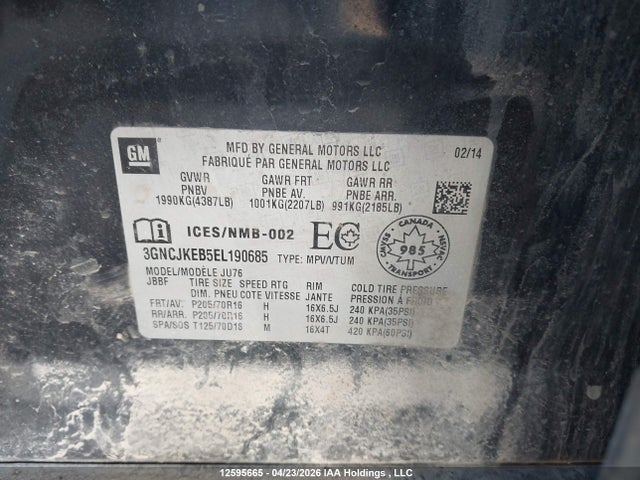 GM
MFD BY GENERAL MOTORS LLC
FABRIQUÉ PAR GENERAL MOTORS LLC
02/14
GVWR GAWR FRT GAWR RR
PNBV PNBE AV. PNBE ARR.
1990KG(4387LB) 1001KG(2207LB) 991KG(2185LB)
i ICES/NMB-002 EC
CANADA
CMVSS NSVAC
985
TRANSPORT
3GNCJKEB5EL190685 TYPE: MPV/VTUM
MODEL/MODÈLE JU76
JBBF TIRE SIZE SPEED RTG RIM COLD TIRE PRESSURE
DIM. PNEU COTE VITESSE JANTE PRESSION À FROID
FRT/AV. P205/70R16 H 16X6.5J 240 KPA(35PSI)
RR/ARR. P205/70R16 H 16X6.5J 240 KPA(35PSI)
SPA/SOS T125/70D16 M 16X4T 420 KPA(60PSI)
12595665 - 04/23/2026 IAA Holdings , LLC